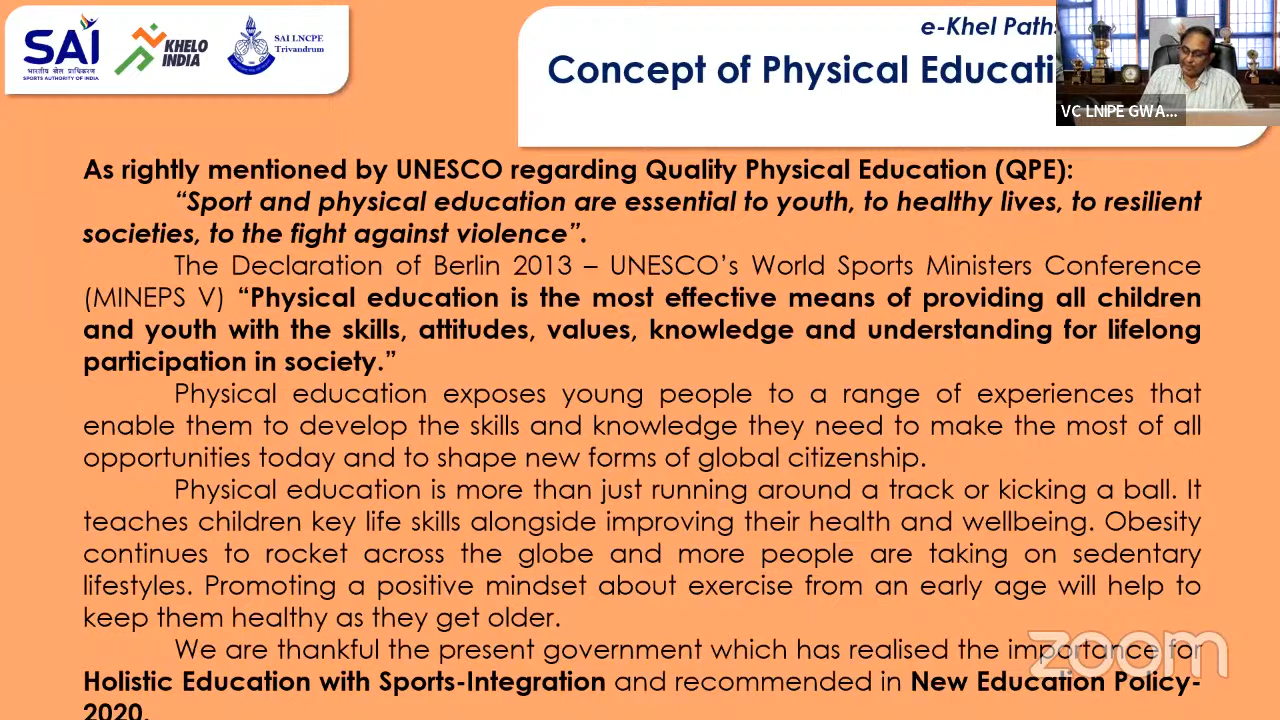 SAI
भारतीय खेल प्राधिकरण
SPORTS AUTHORITY OF INDIA
KHELO
INDIA
SAI LNCPE
Trivandrum
e-Khel Paths
Concept of Physical Educati
VC LNIPE GWA...
As rightly mentioned by UNESCO regarding Quality Physical Education (QPE):
“Sport and physical education are essential to youth, to healthy lives, to resilient
societies, to the fight against violence”.
The Declaration of Berlin 2013 – UNESCO’s World Sports Ministers Conference
(MINEPS V) “Physical education is the most effective means of providing all children
and youth with the skills, attitudes, values, knowledge and understanding for lifelong
participation in society.”
Physical education exposes young people to a range of experiences that
enable them to develop the skills and knowledge they need to make the most of all
opportunities today and to shape new forms of global citizenship.
Physical education is more than just running around a track or kicking a ball. It
teaches children key life skills alongside improving their health and wellbeing. Obesity
continues to rocket across the globe and more people are taking on sedentary
lifestyles. Promoting a positive mindset about exercise from an early age will help to
keep them healthy as they get older.
We are thankful the present government which has realised the importance for
Holistic Education with Sports-Integration and recommended in New Education Policy-
2020.
zoom